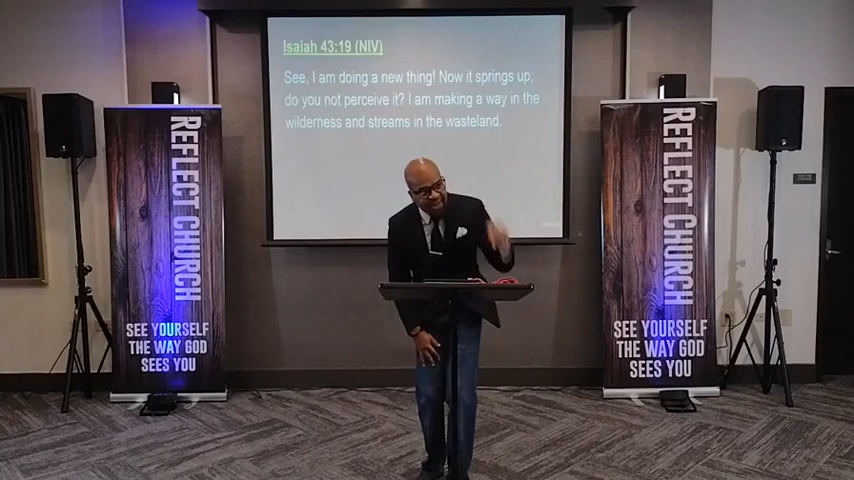 Isaiah 43:19 (NIV)
See, I am doing a new thing! Now it springs up;
do you not perceive it? I am making a way in the
wilderness and streams in the wasteland.
REFLECT CHURCH
SEE YOURSELF
THE WAY GOD
SEES YOU
REFLECT CHURCH
SEE YOURSELF
THE WAY GOD
SEES YOU